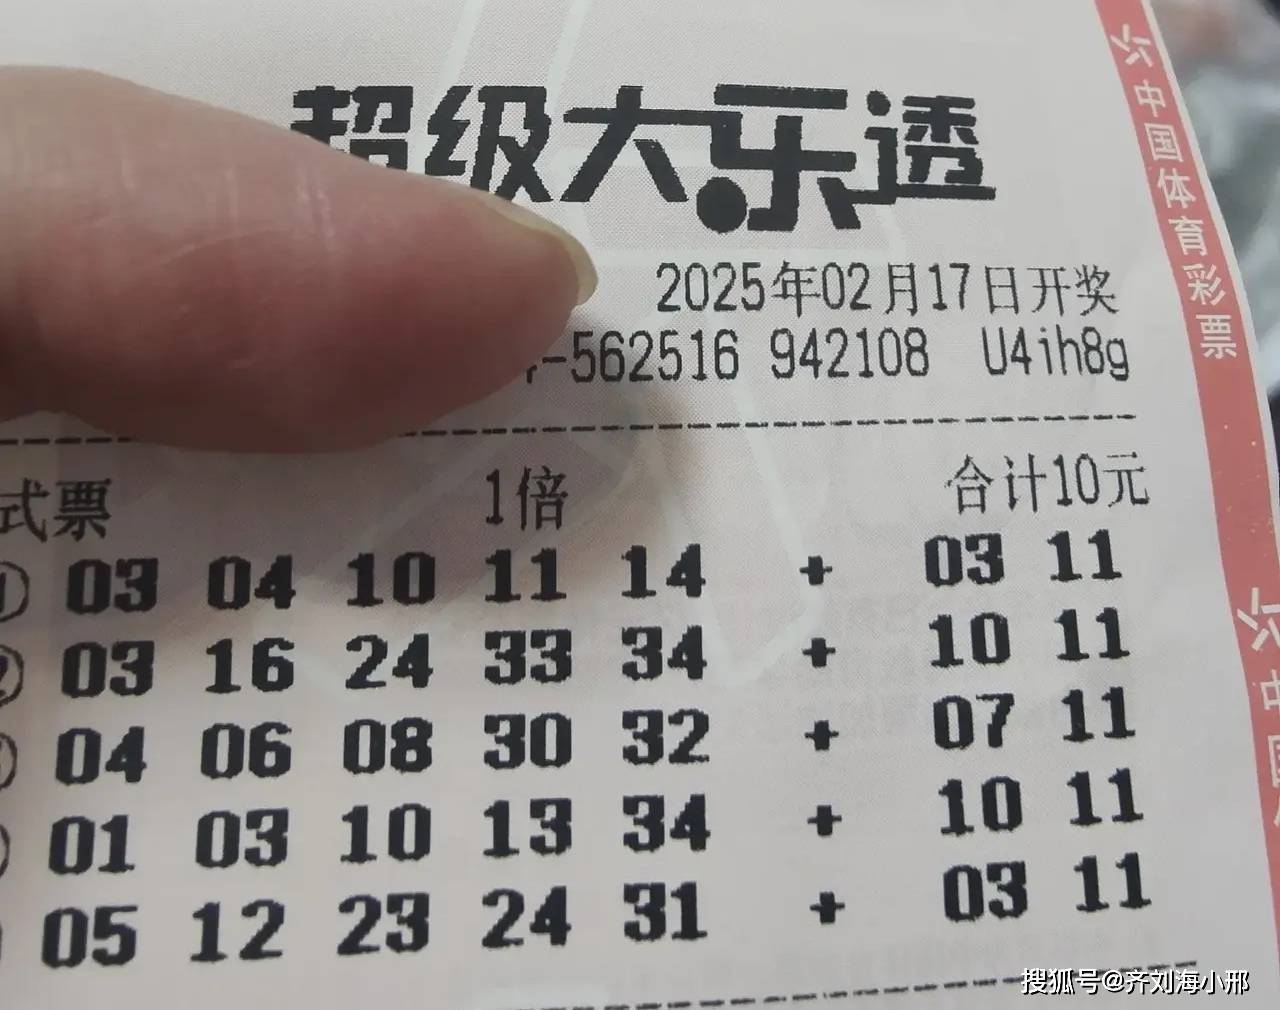 超级大乐透
2025年02月17日开奖
-562516 942108 U4ih8g
式票 1倍 合计10元
03 04 10 11 14 + 03 11
② 03 16 24 33 34 + 10 11
04 06 08 30 32 + 07 11
01 03 10 13 34 + 10 11
05 12 23 24 31 + 03 11
中国体育彩票
中国
搜狐号@齐刘海小邢